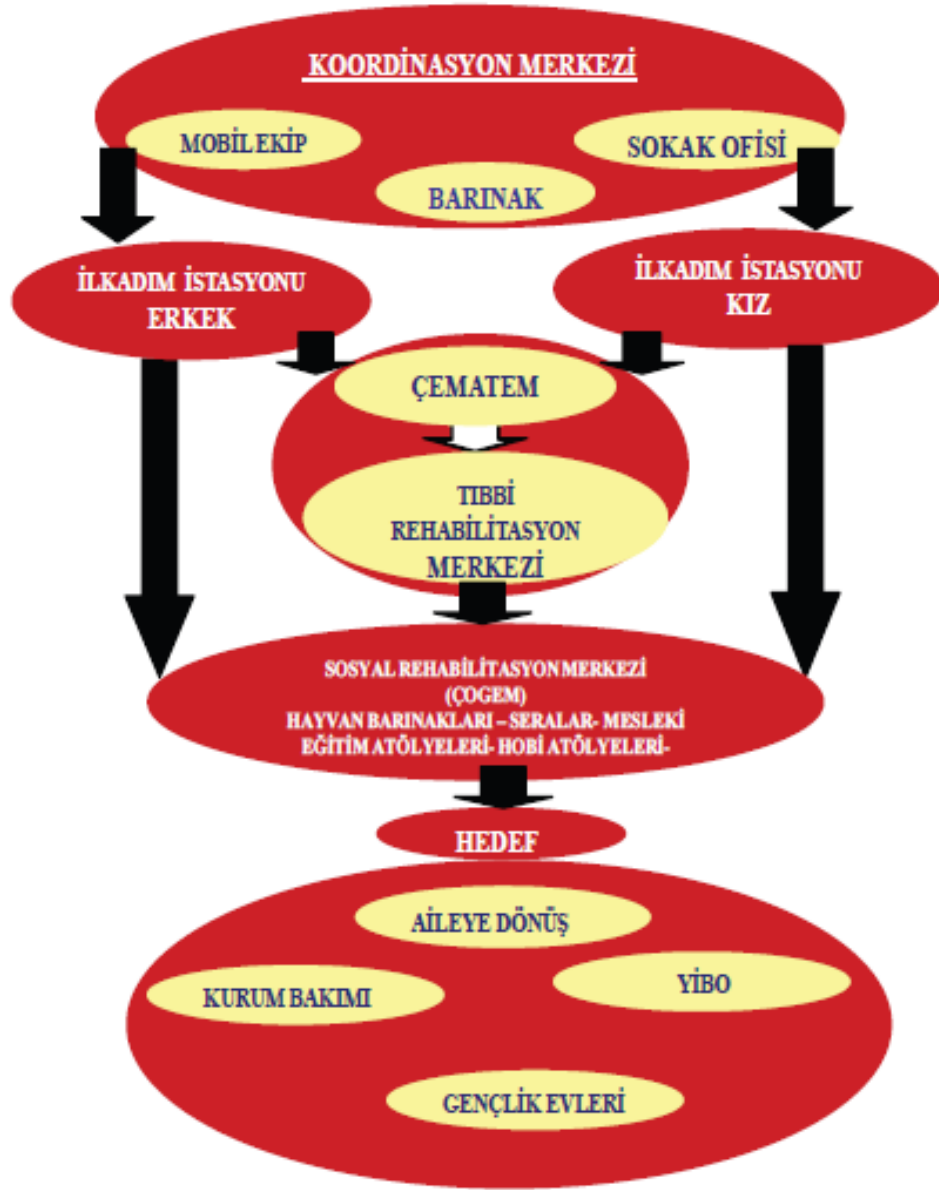 KOORDİNASYON MERKEZİ
MOBİL EKİP
SOKAK OFİSİ
BARINAK
İLKADIM İSTASYONU
ERKEK
İLKADIM İSTASYONU
KIZ
ÇEMATEM
TIBBİ
REHABİLİTASYON
MERKEZİ
SOSYAL REHABİLİTASYON MERKEZİ
(ÇOGEM)
HAYVAN BARINAKLARI – SERALAR- MESLEKİ
EĞİTİM ATÖLYELERİ- HOBİ ATÖLYELERİ-
HEDEF
AİLEYE DÖNÜŞ
KURUM BAKIMI
YİBO
GENÇLİK EVLERİ